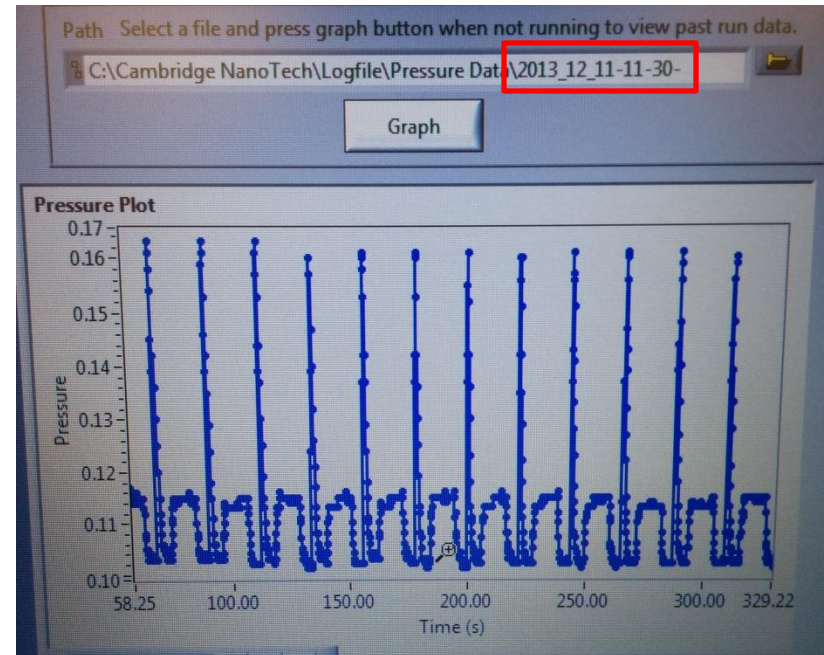 Path Select a file and press graph button when not running to view past run data.
C:\Cambridge NanoTech\Logfile\Pressure Data\2013_12_11-11-30-
Graph
Pressure Plot
0.17
0.16
0.15
0.14
0.13
0.12
0.11
0.10
Pressure
58.25 100.00 150.00 200.00 250.00 300.00 329.22
Time (s)